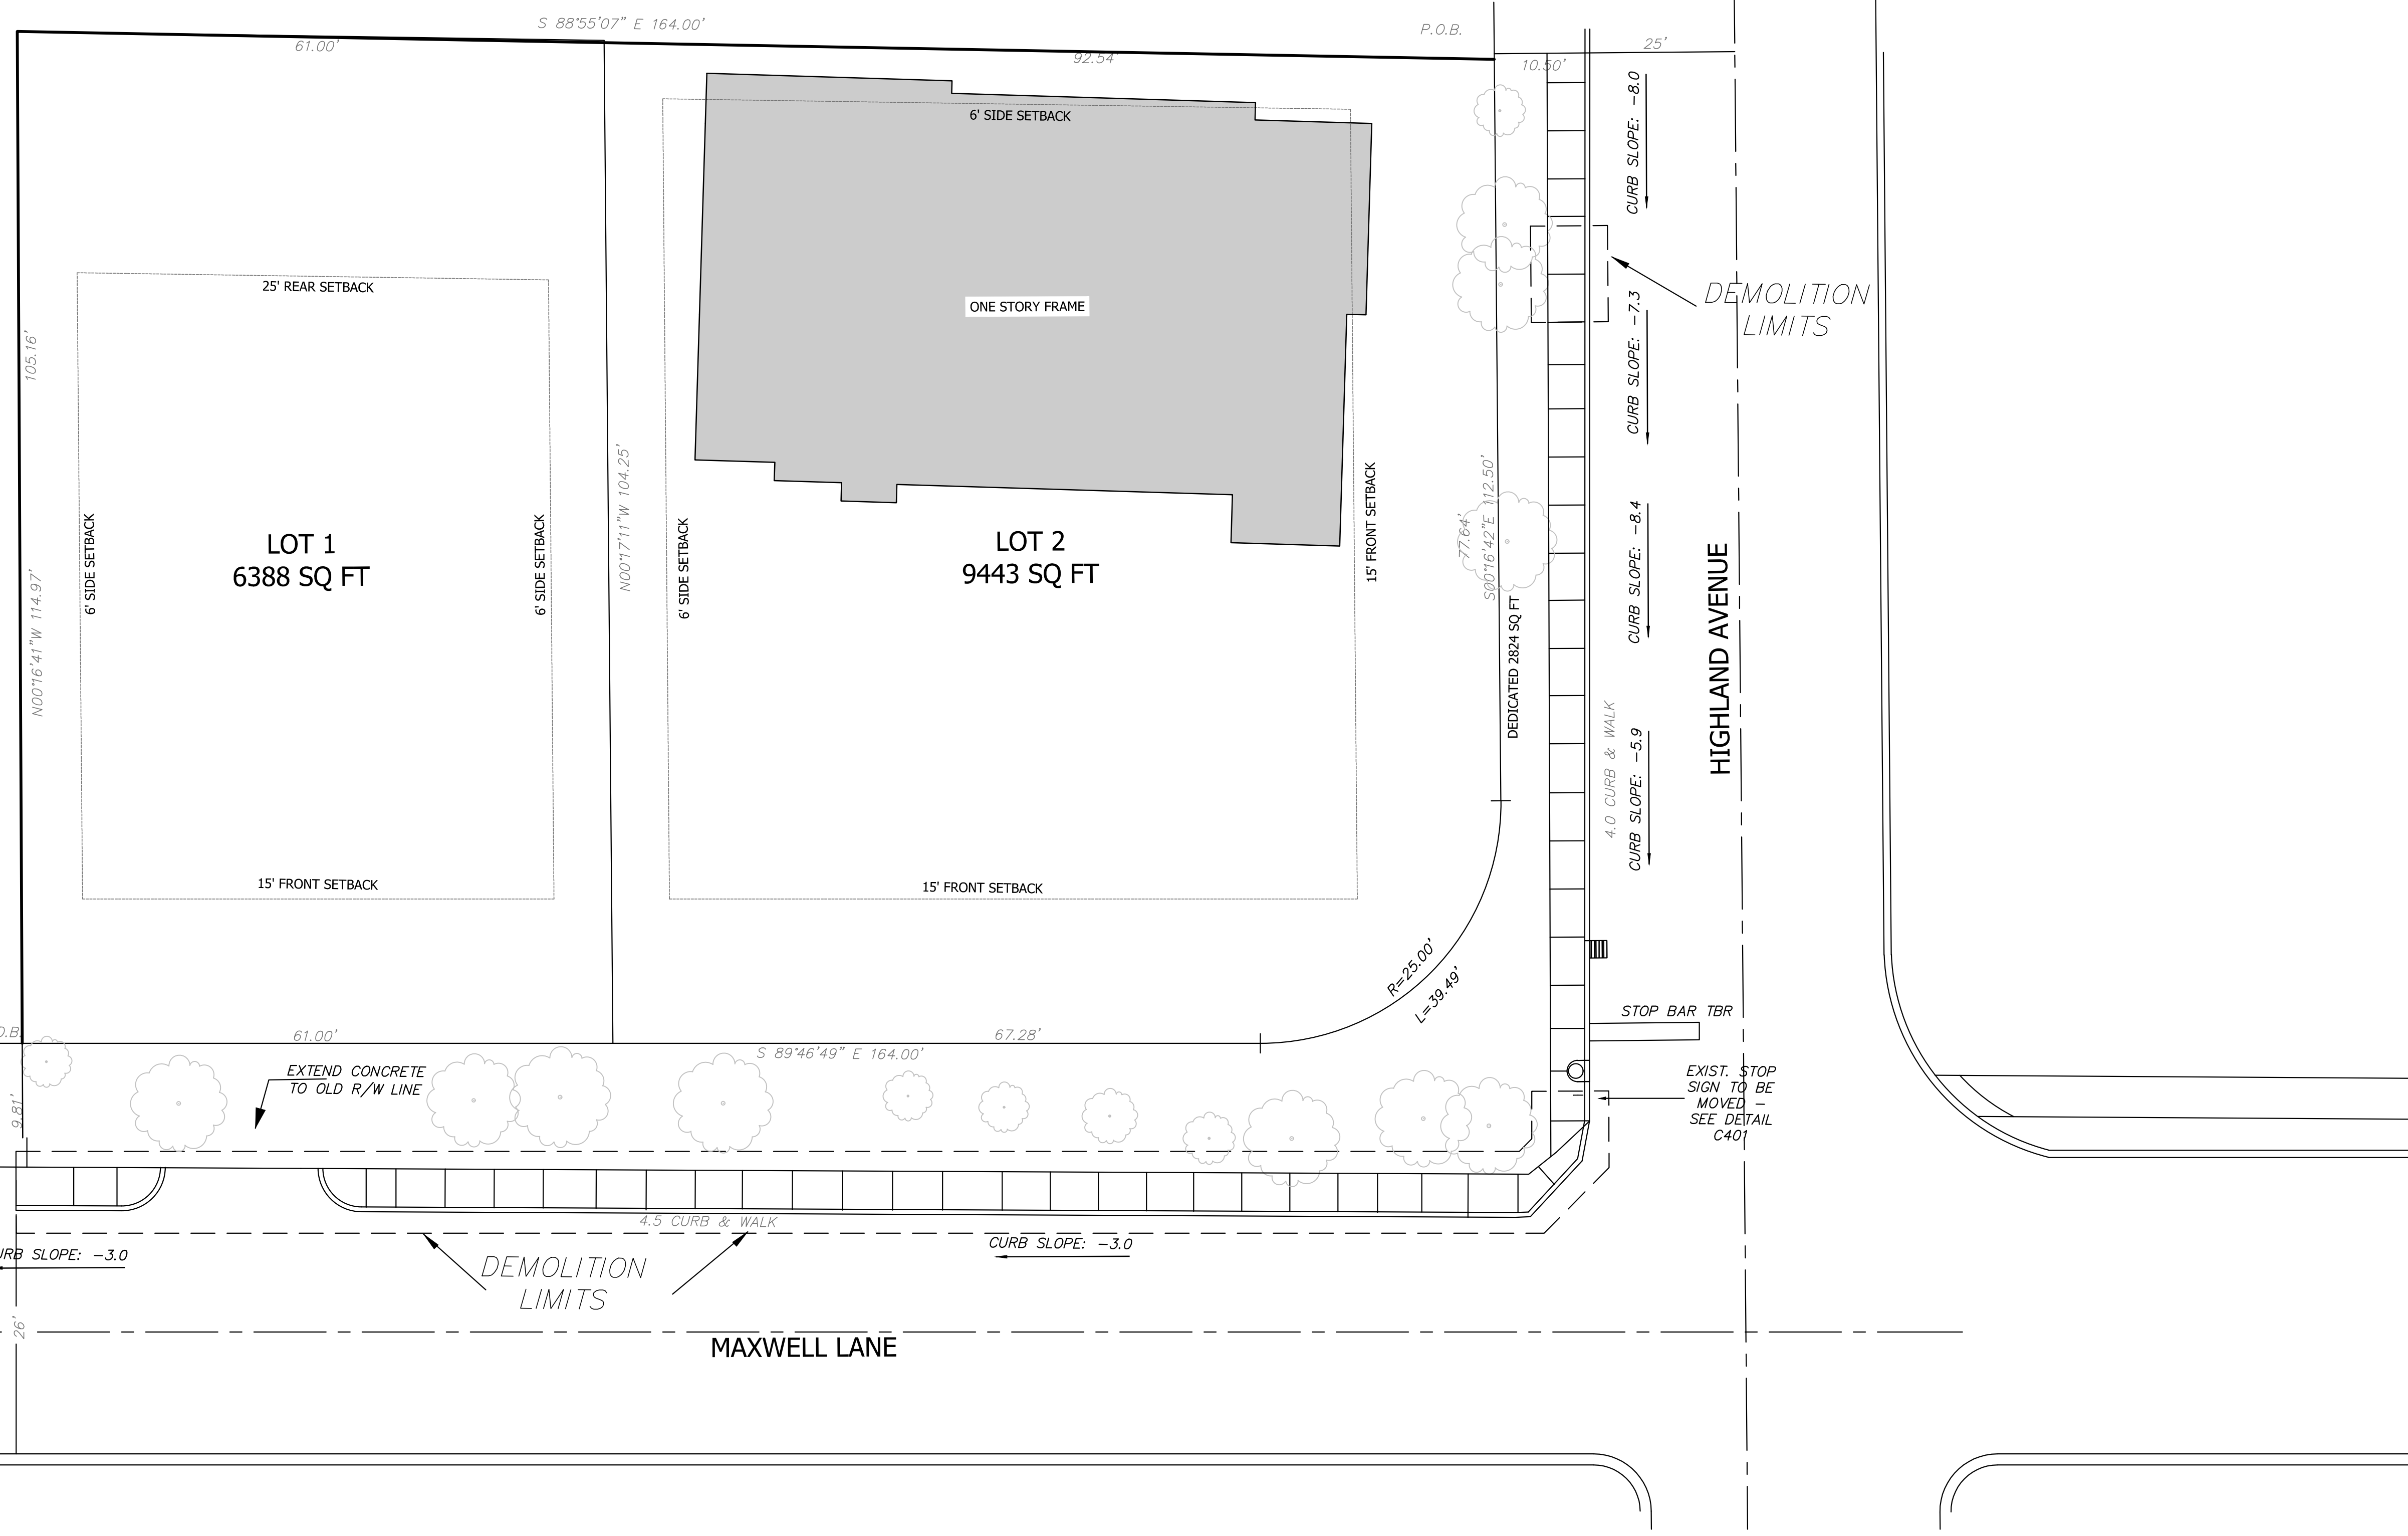 S 88°55'07" E 164.00'
61.00'
92.54'
P.O.B.
10.50'
25'
6' SIDE SETBACK
CURB SLOPE: -8.0
25' REAR SETBACK
ONE STORY FRAME
DEMOLITION
LIMITS
105.16'
CURB SLOPE: -7.3
N00°17'11"W 104.25'
15' FRONT SETBACK
77.64'
S00°16'42"E 112.50'
6' SIDE SETBACK
6' SIDE SETBACK
6' SIDE SETBACK
LOT 1
6388 SQ FT
LOT 2
9443 SQ FT
CURB SLOPE: -8.4
N00°16'41"W 114.97'
DEDICATED 2824 SQ FT
HIGHLAND AVENUE
4.0 CURB & WALK
CURB SLOPE: -5.9
15' FRONT SETBACK
15' FRONT SETBACK
R=25.00'
L=39.49'
STOP BAR TBR
O.B.
61.00'
67.28'
S 89°46'49" E 164.00'
EXTEND CONCRETE
TO OLD R/W LINE
EXIST. STOP
SIGN TO BE
MOVED -
SEE DETAIL
C401
9.81'
4.5 CURB & WALK
URB SLOPE: -3.0
CURB SLOPE: -3.0
DEMOLITION
LIMITS
26'
MAXWELL LANE